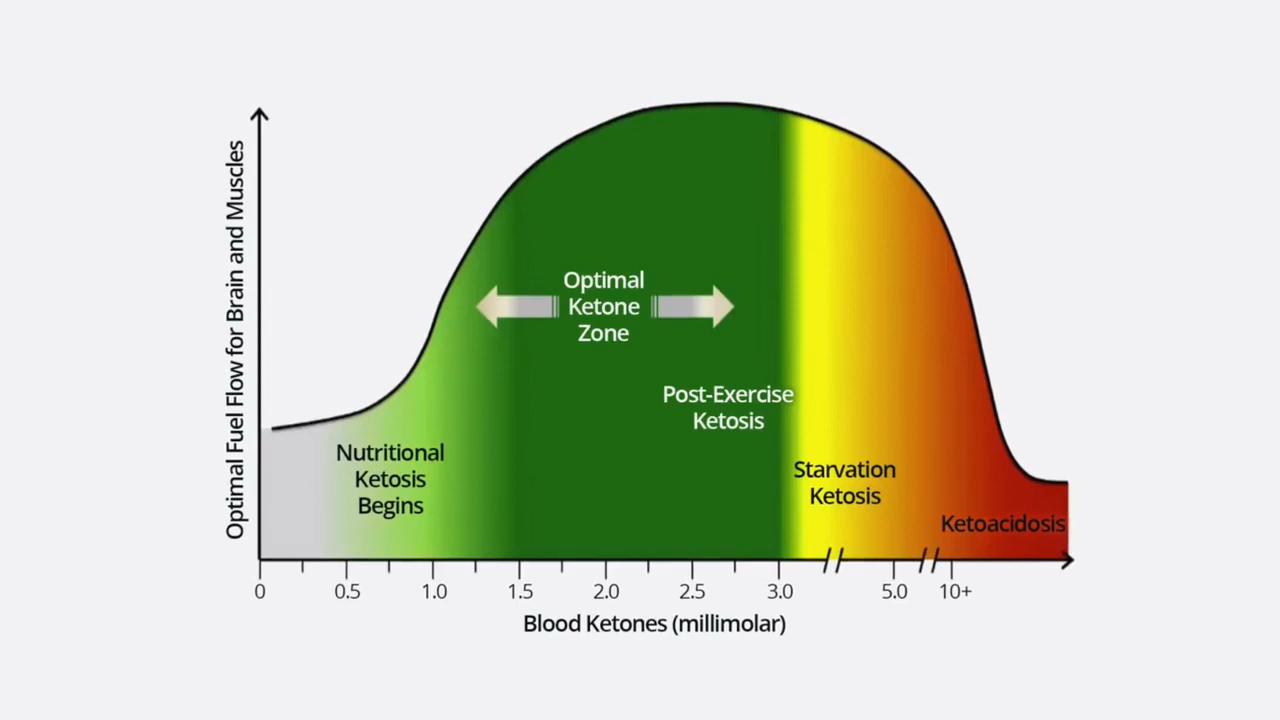 Optimal Fuel Flow for Brain and Muscles
Optimal
Ketone
Zone
Post-Exercise
Ketosis
Nutritional
Ketosis
Begins
Starvation
Ketosis
Ketoacidosis
0 0.5 1.0 1.5 2.0 2.5 3.0 5.0 10+
Blood Ketones (millimolar)